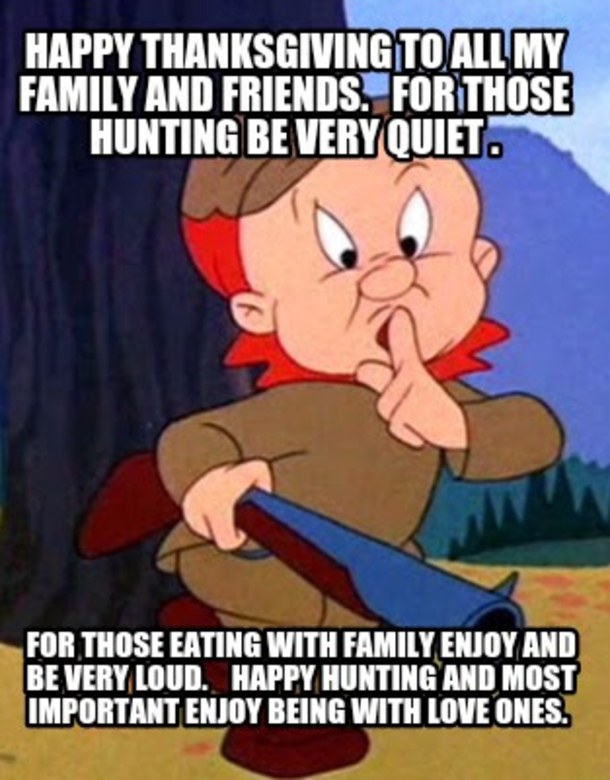 HAPPY THANKSGIVING TO ALL MY
FAMILY AND FRIENDS. FOR THOSE
HUNTING BE VERY QUIET.
FOR THOSE EATING WITH FAMILY ENJOY AND
BE VERY LOUD. HAPPY HUNTING AND MOST
IMPORTANT ENJOY BEING WITH LOVE ONES.